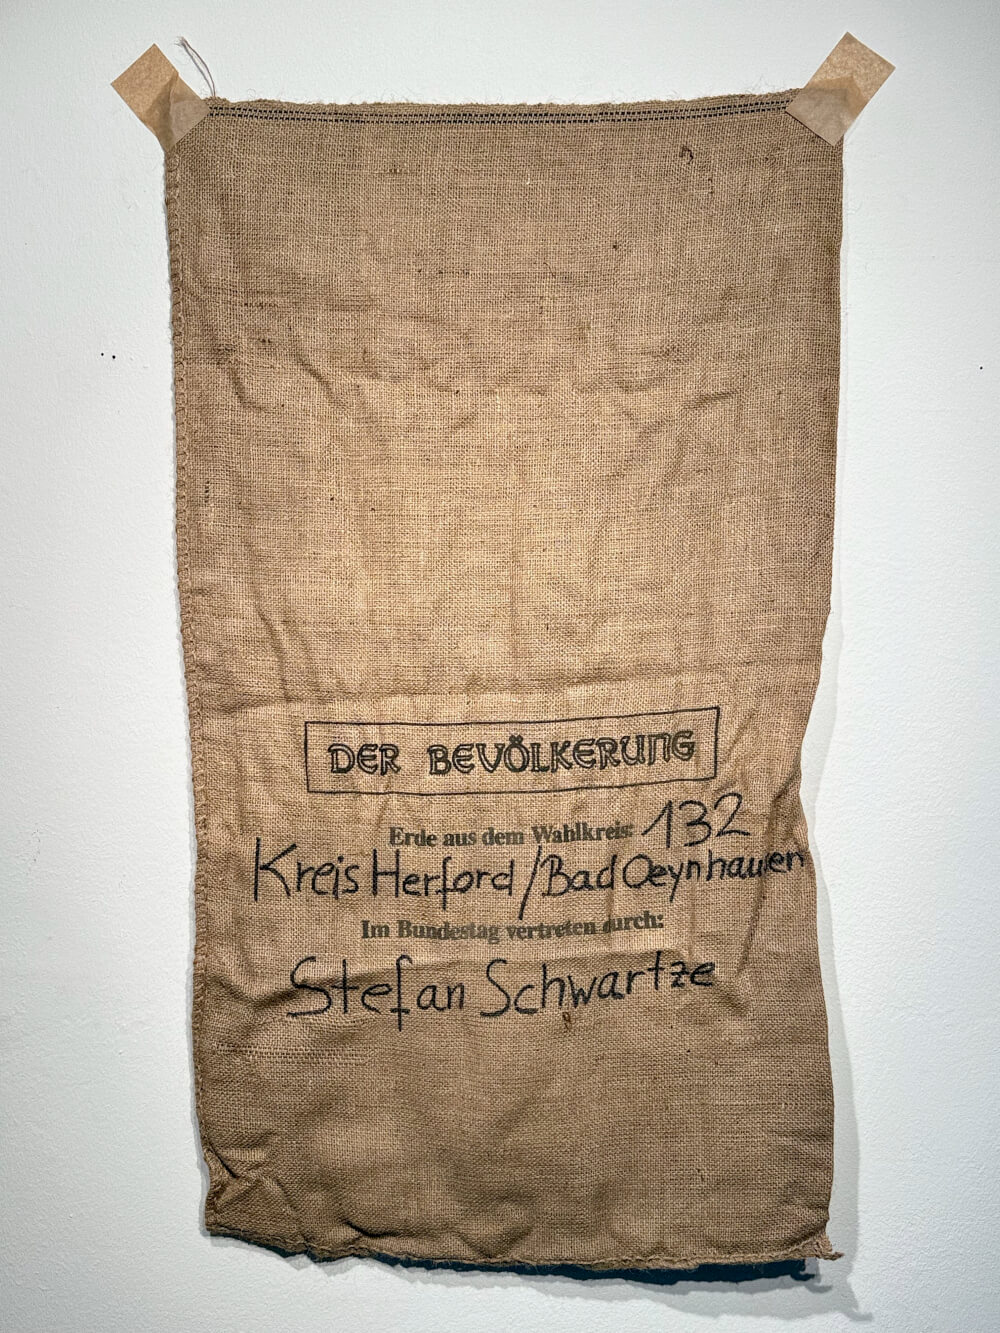 DER BEVÖLKERUNG
Erde aus dem Wahlkreis: 132
Kreis Herford/Bad Oeynhausen
Im Bundestag vertreten durch:
Stefan Schwartze